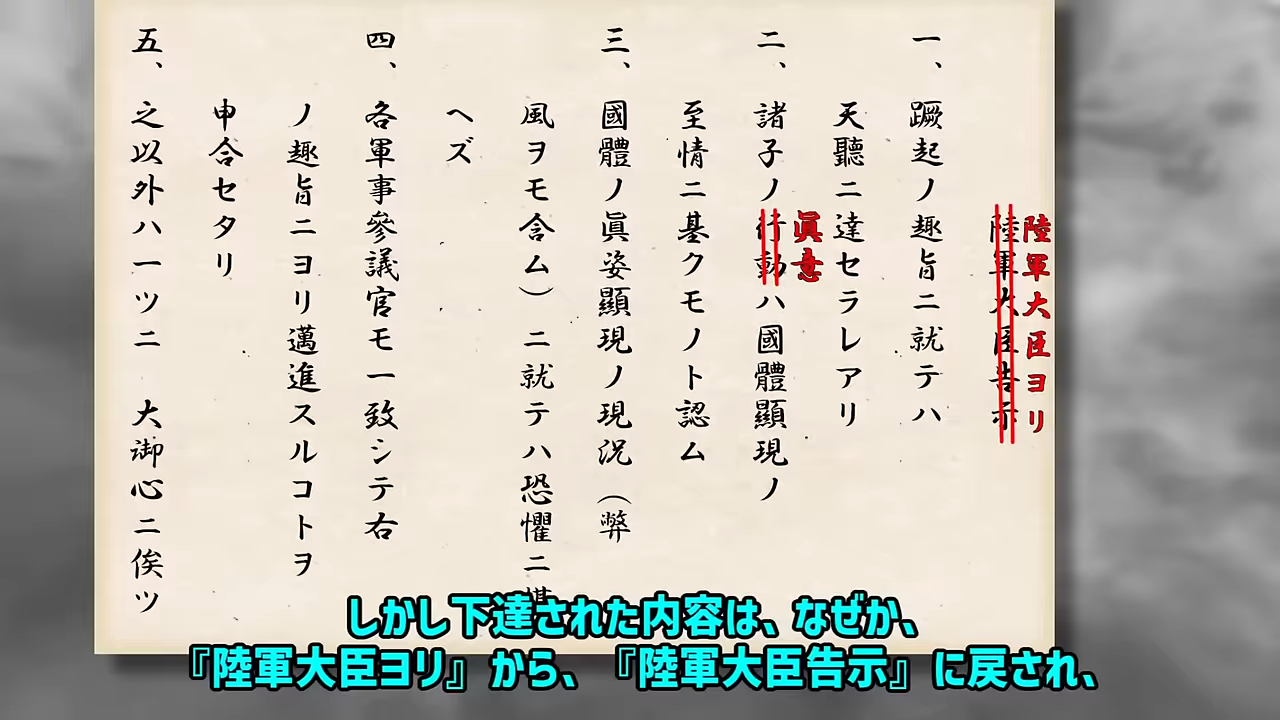 陸軍大臣ヨリ
陸軍大臣告示
一、蹶起ノ趣旨ニ就テハ
天聽ニ達セラレアリ
眞意
二、諸子ノ行動ハ國體顯現ノ
至情ニ基クモノト認ム
三、國體ノ眞姿顯現ノ現況（弊
風ヲモ含ム）ニ就テハ恐懼ニ
ヘズ
四、各軍事參議官モ一致シテ右
ノ趣旨ニヨリ邁進スルコトヲ
申合セタリ
五、之以外ハ一ツニ　大御心ニ俟ツ
しかし下達された内容は、なぜか、
『陸軍大臣ヨリ』から、『陸軍大臣告示』に戻され、